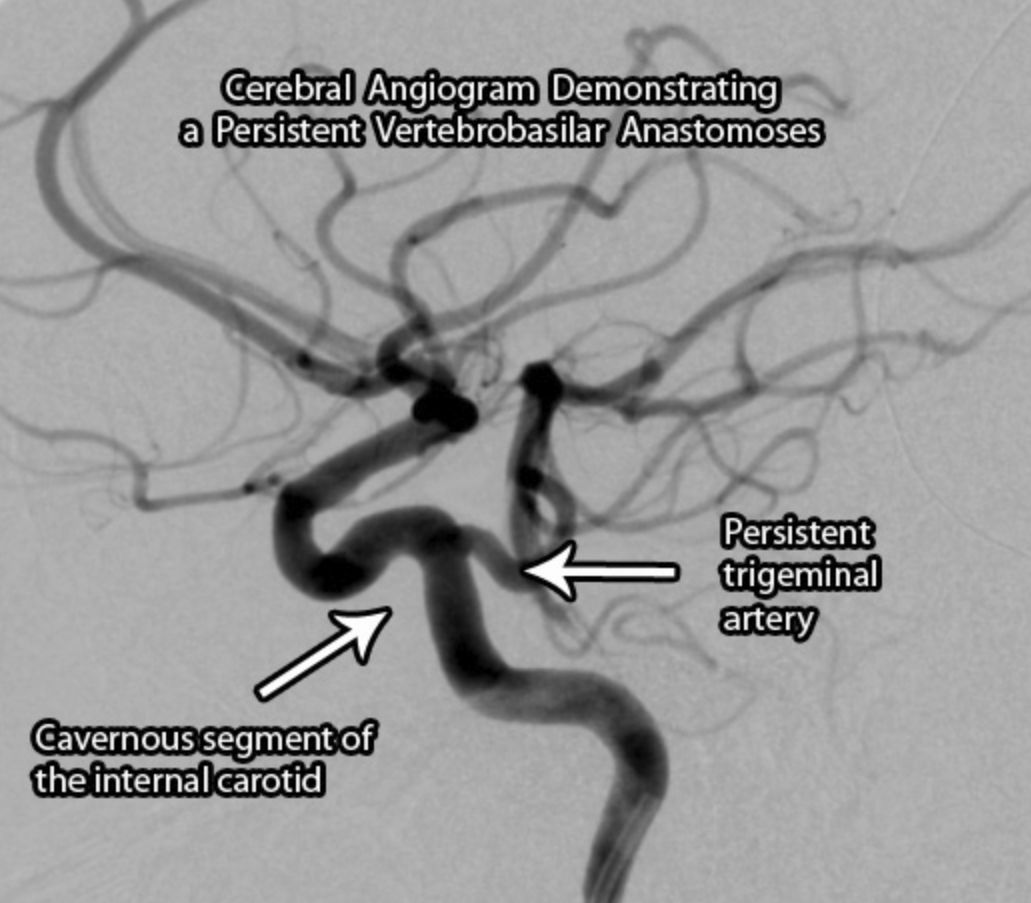 Cerebral Angiogram Demonstrating
a Persistent Vertebrobasilar Anastomoses
Persistent
trigeminal
artery
Cavernous segment of
the internal carotid